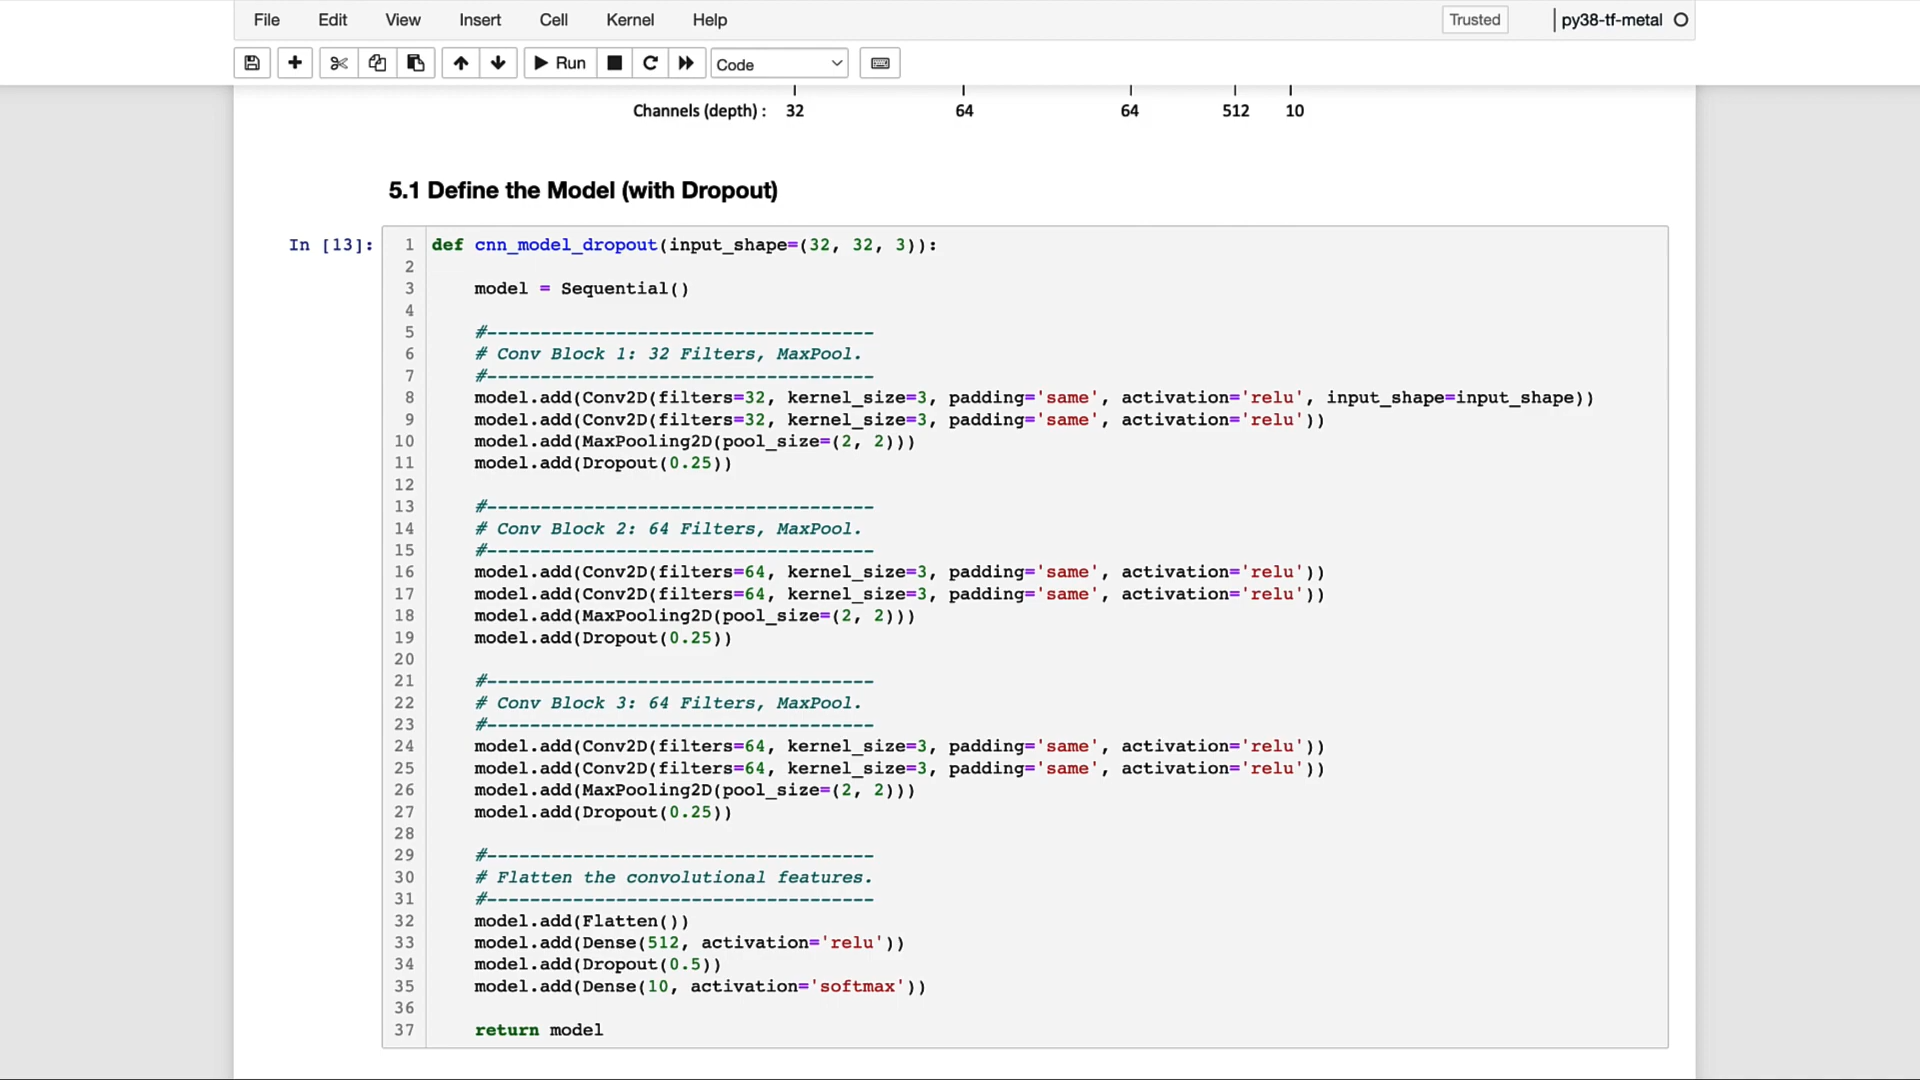 File Edit View Insert Cell Kernel Help Trusted py38-tf-metal
Run Code
Channels (depth) : 32 64 64 512 10
5.1 Define the Model (with Dropout)
In [13]:
1 def cnn_model_dropout(input_shape=(32, 32, 3)):
2
3 model = Sequential()
4
5 #------------------------------------
6 # Conv Block 1: 32 Filters, MaxPool.
7 #------------------------------------
8 model.add(Conv2D(filters=32, kernel_size=3, padding='same', activation='relu', input_shape=input_shape))
9 model.add(Conv2D(filters=32, kernel_size=3, padding='same', activation='relu'))
10 model.add(MaxPooling2D(pool_size=(2, 2)))
11 model.add(Dropout(0.25))
12
13 #------------------------------------
14 # Conv Block 2: 64 Filters, MaxPool.
15 #------------------------------------
16 model.add(Conv2D(filters=64, kernel_size=3, padding='same', activation='relu'))
17 model.add(Conv2D(filters=64, kernel_size=3, padding='same', activation='relu'))
18 model.add(MaxPooling2D(pool_size=(2, 2)))
19 model.add(Dropout(0.25))
20
21 #------------------------------------
22 # Conv Block 3: 64 Filters, MaxPool.
23 #------------------------------------
24 model.add(Conv2D(filters=64, kernel_size=3, padding='same', activation='relu'))
25 model.add(Conv2D(filters=64, kernel_size=3, padding='same', activation='relu'))
26 model.add(MaxPooling2D(pool_size=(2, 2)))
27 model.add(Dropout(0.25))
28
29 #------------------------------------
30 # Flatten the convolutional features.
31 #------------------------------------
32 model.add(Flatten())
33 model.add(Dense(512, activation='relu'))
34 model.add(Dropout(0.5))
35 model.add(Dense(10, activation='softmax'))
36
37 return model